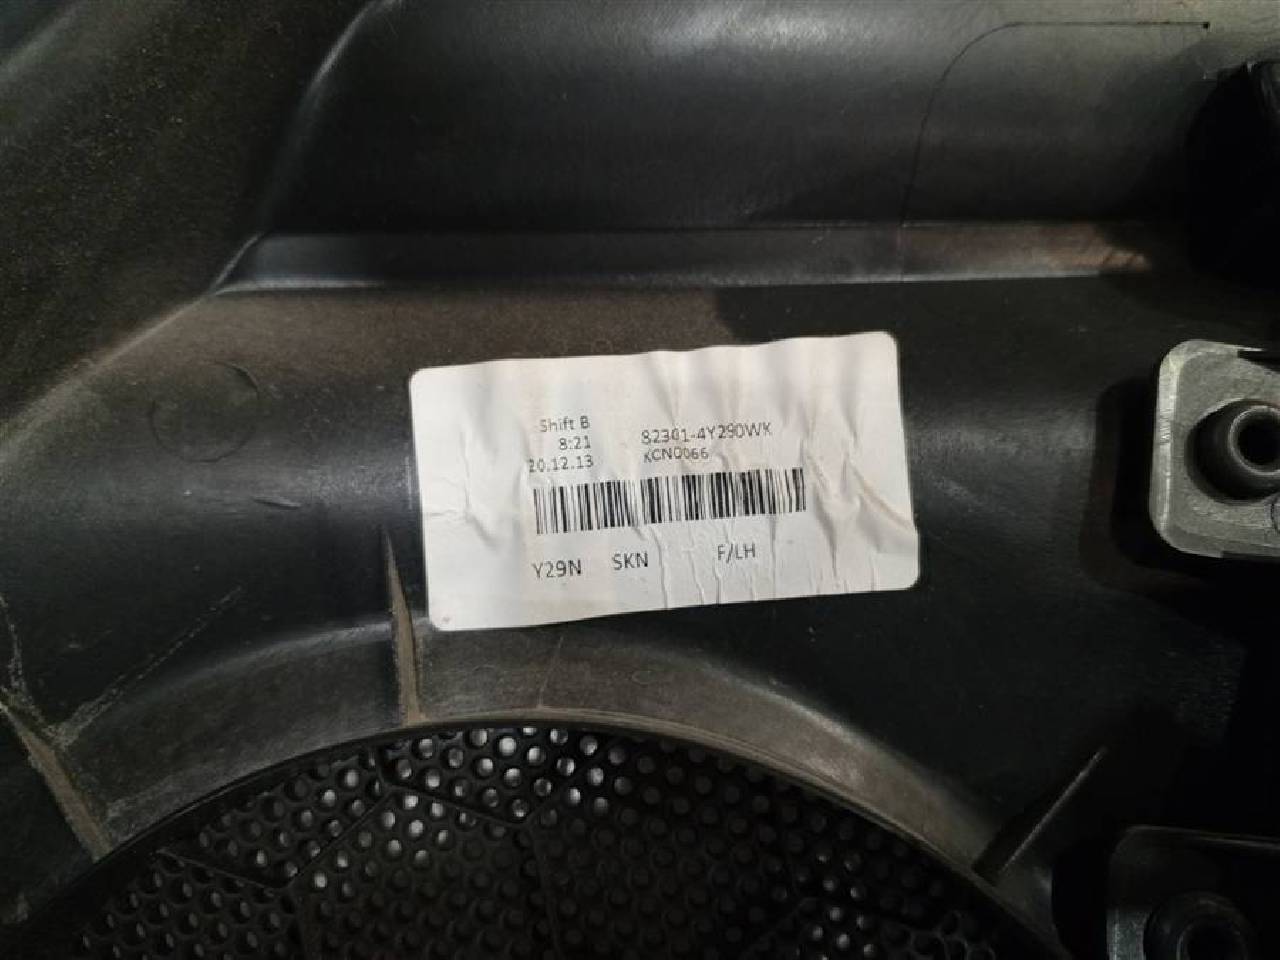 Shift B
8:21
20.12.13
82301-4Y290WK
KCN0066
Y29N SKN F/LH